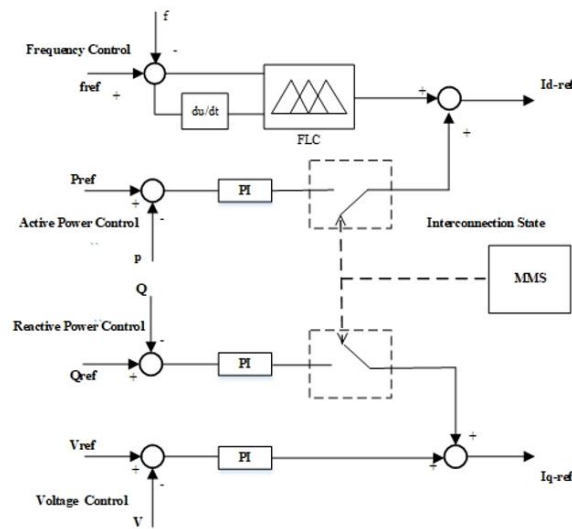 f
Frequency Control
-
fref
+
du/dt
FLC
+
+
Id-ref
Pref
+
-
PI
Active Power Control
P
Interconnection State
MMS
Q
Reactive Power Control
-
Qref
+
PI
Vref
+
-
PI
+
+
Iq-ref
Voltage Control
V